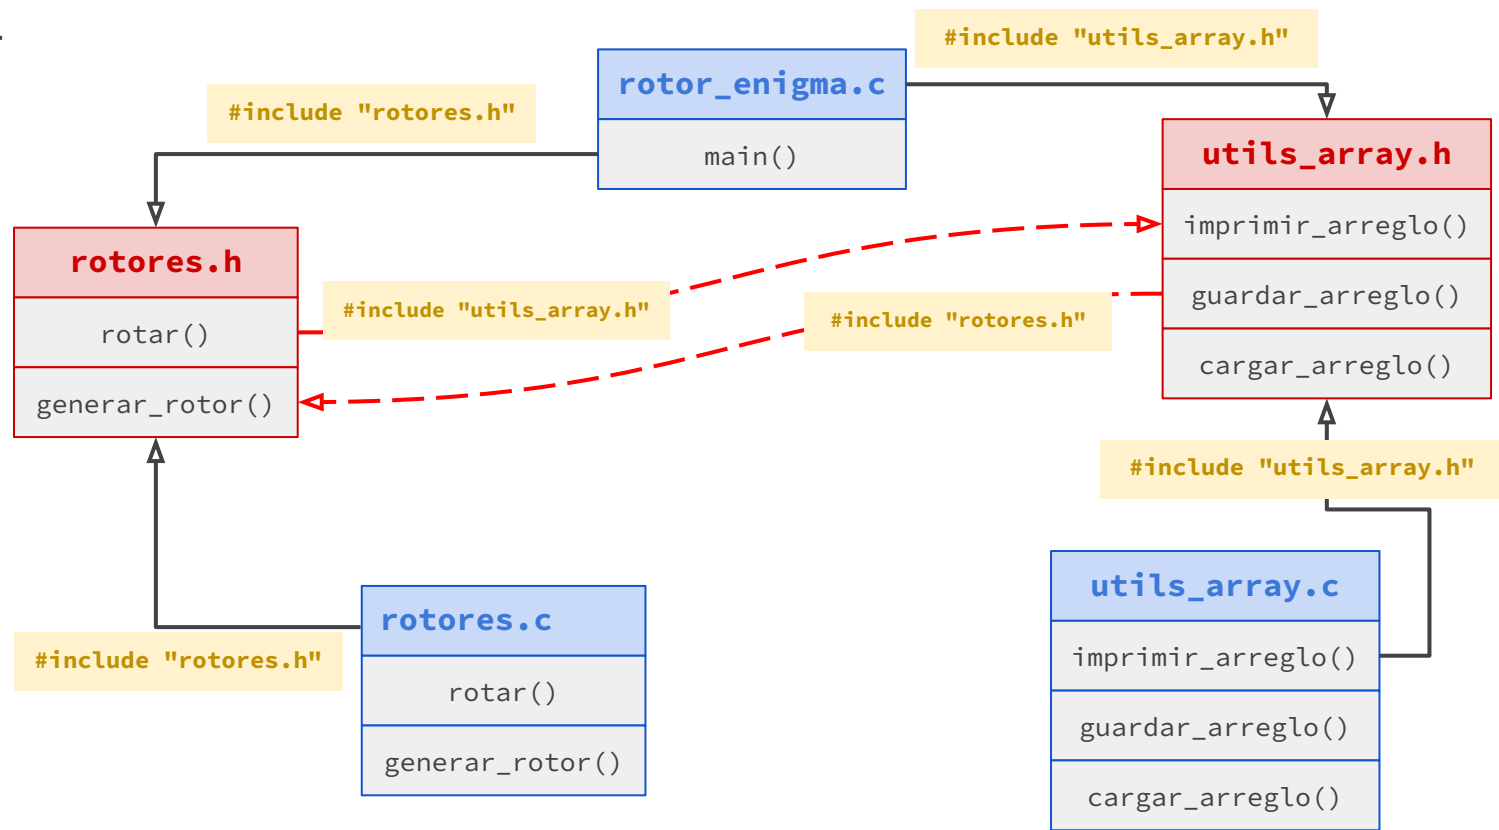 #include "utils_array.h"
rotor_enigma.c
main()
#include "rotores.h"
utils_array.h
imprimir_arreglo()
guardar_arreglo()
cargar_arreglo()
rotores.h
rotar()
generar_rotor()
#include "utils_array.h"
#include "rotores.h"
#include "utils_array.h"
rotores.c
rotar()
generar_rotor()
#include "rotores.h"
utils_array.c
imprimir_arreglo()
guardar_arreglo()
cargar_arreglo()